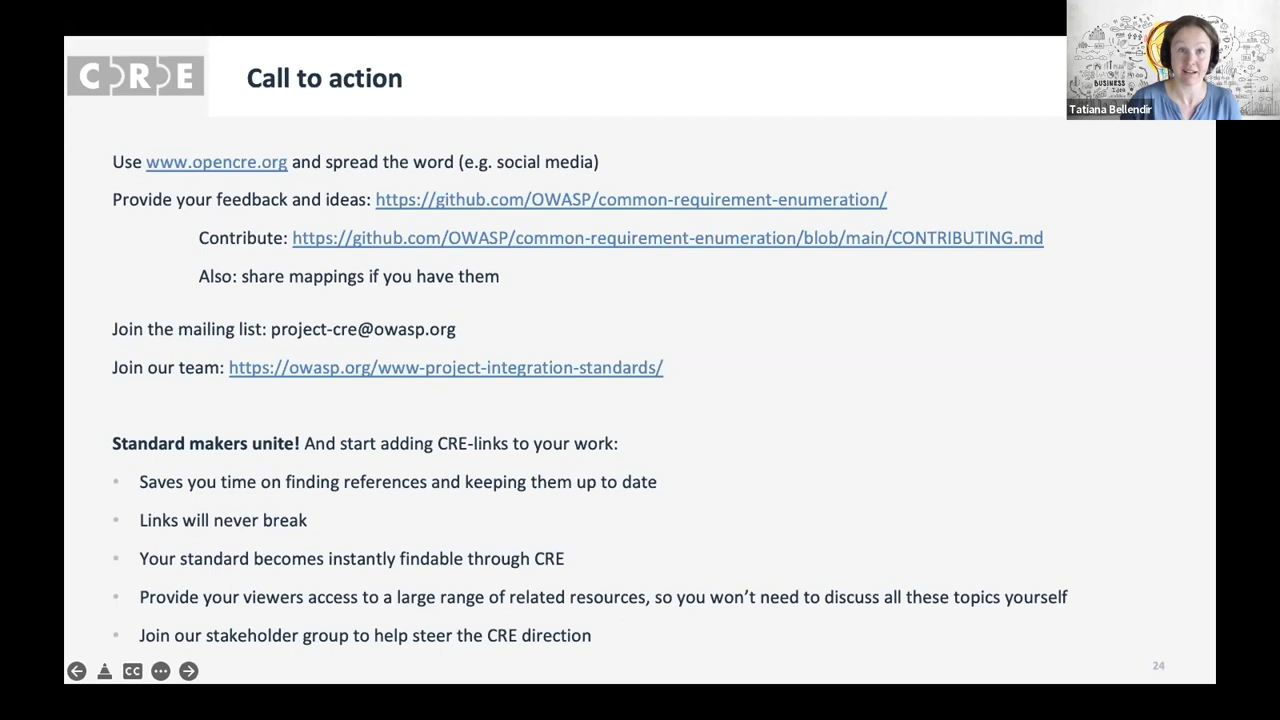 CRE
Call to action
BUSINESS
Tatiana Bellendir
Use www.opencre.org and spread the word (e.g. social media)
Provide your feedback and ideas: https://github.com/OWASP/common-requirement-enumeration/
Contribute: https://github.com/OWASP/common-requirement-enumeration/blob/main/CONTRIBUTING.md
Also: share mappings if you have them
Join the mailing list: project-cre@owasp.org
Join our team: https://owasp.org/www-project-integration-standards/
Standard makers unite! And start adding CRE-links to your work:
• Saves you time on finding references and keeping them up to date
• Links will never break
• Your standard becomes instantly findable through CRE
• Provide your viewers access to a large range of related resources, so you won’t need to discuss all these topics yourself
• Join our stakeholder group to help steer the CRE direction
CC
24